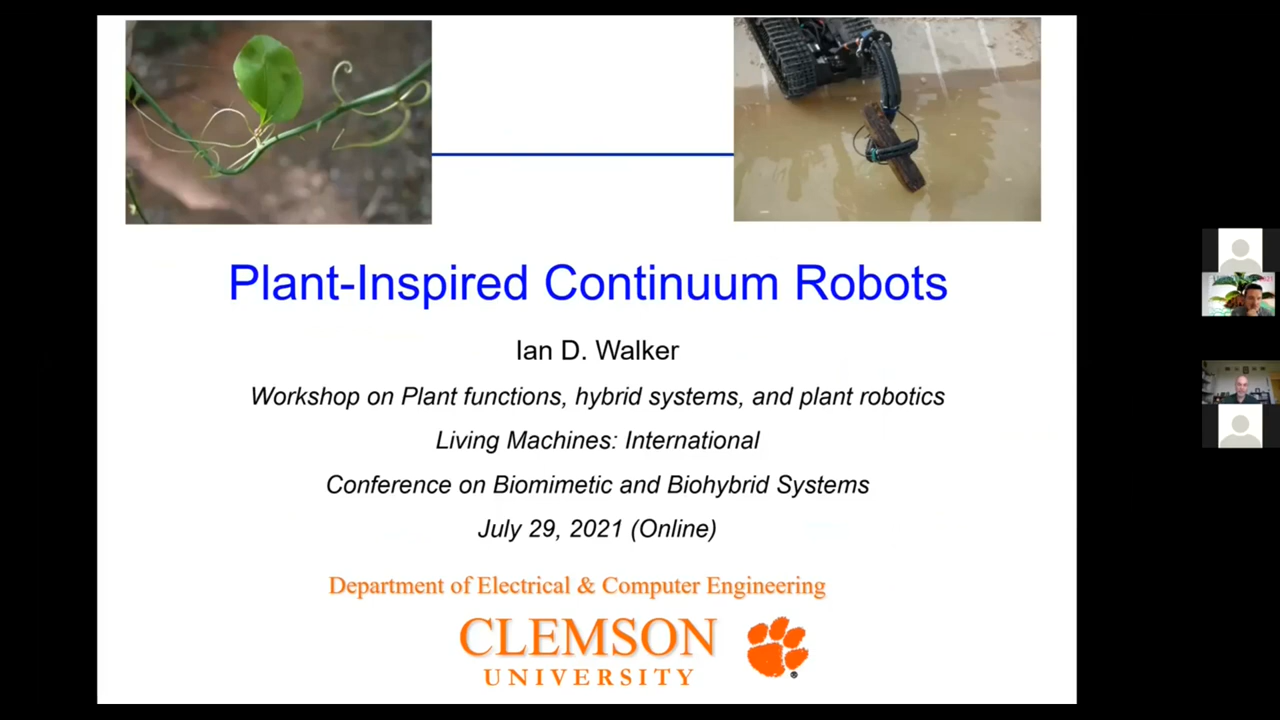 Plant-Inspired Continuum Robots
Ian D. Walker
Workshop on Plant functions, hybrid systems, and plant robotics
Living Machines: International
Conference on Biomimetic and Biohybrid Systems
July 29, 2021 (Online)
Department of Electrical & Computer Engineering
CLEMSON
UNIVERSITY
®